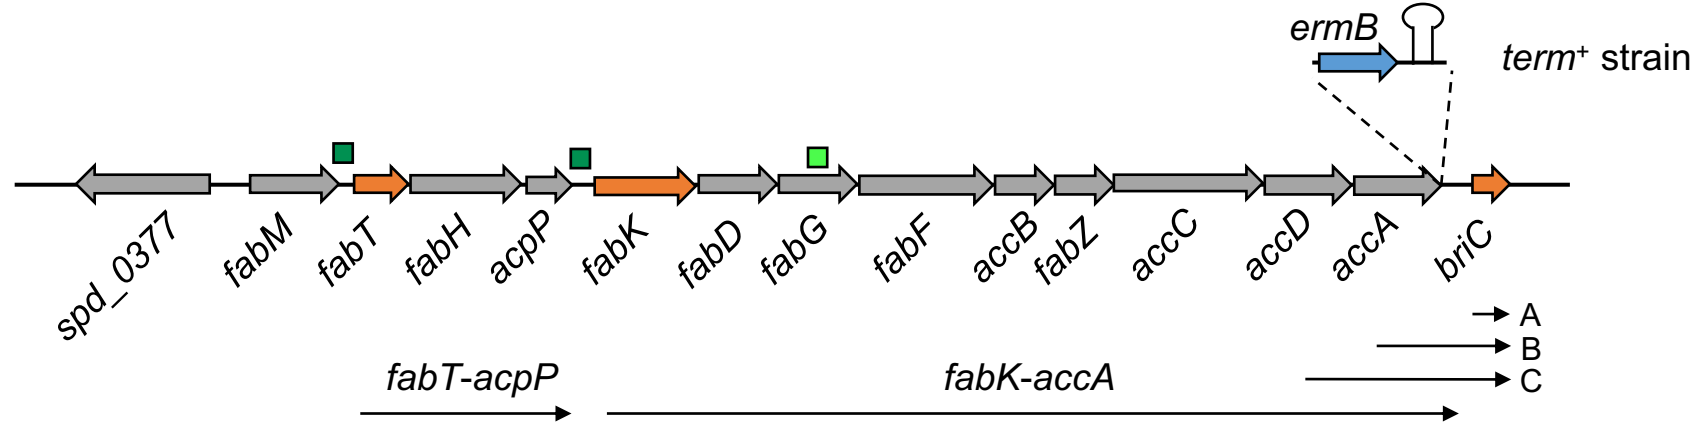 ermB
term+ strain
spd_0377
fabM
fabT
fabH
acpP
fabK
fabD
fabG
fabF
accB
fabZ
accC
accD
accA
briC
A
B
C
fabT-acpP
fabK-accA